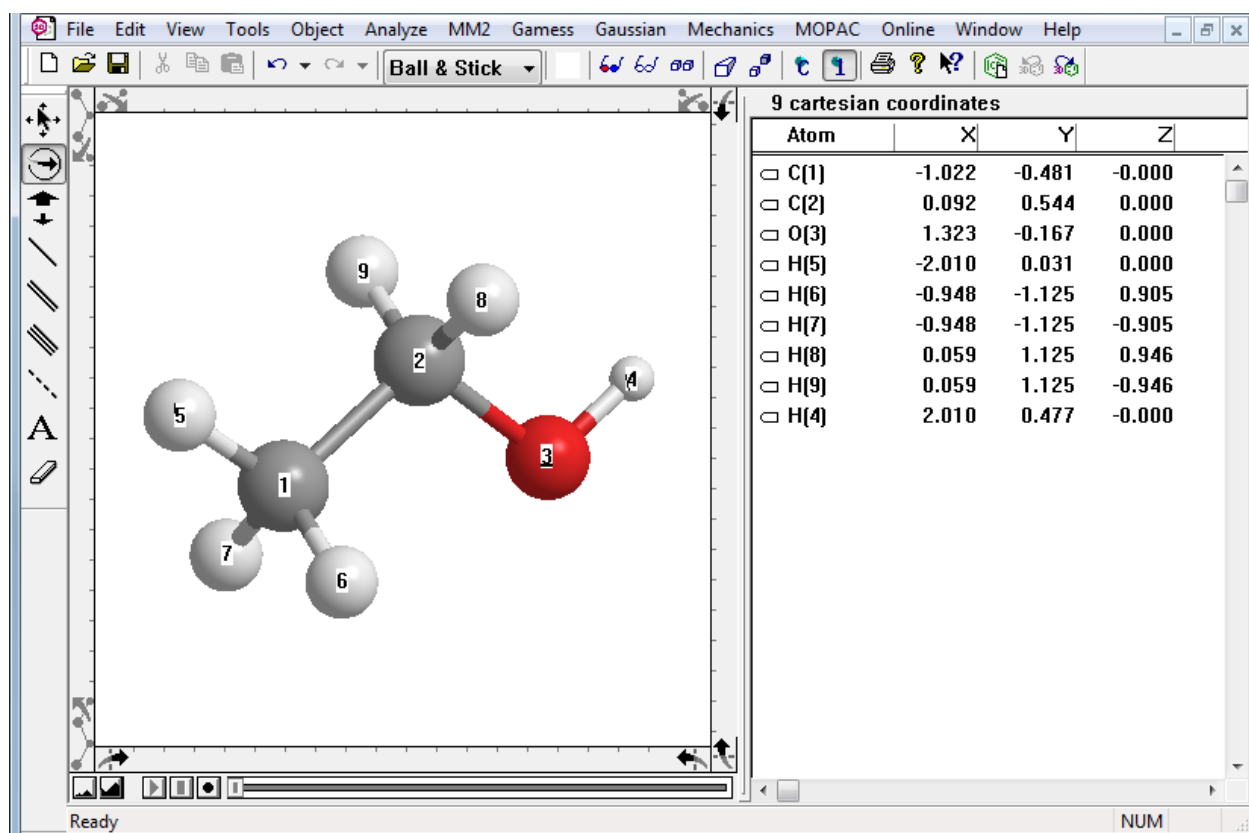 File Edit View Tools Object Analyze MM2 Gamess Gaussian Mechanics MOPAC Online Window Help
Ball & Stick
9 cartesian coordinates
Atom X Y Z
C(1) -1.022 -0.481 -0.000
C(2) 0.092 0.544 0.000
O(3) 1.323 -0.167 0.000
H(5) -2.010 0.031 0.000
H(6) -0.948 -1.125 0.905
H(7) -0.948 -1.125 -0.905
H(8) 0.059 1.125 0.946
H(9) 0.059 1.125 -0.946
H(4) 2.010 0.477 -0.000
9
8
2
4
5
3
1
7
6
A
Ready NUM